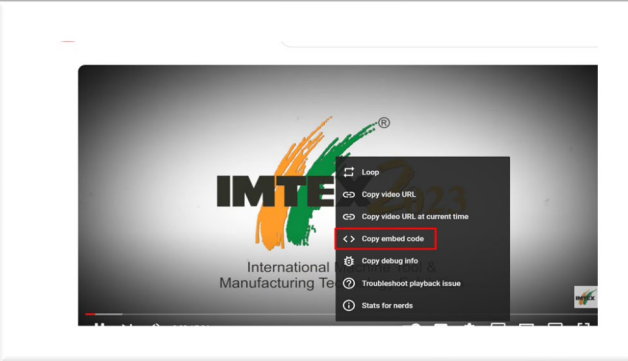 ®
IMTEX 2023
Loop
Copy video URL
Copy video URL at current time
Copy embed code
Copy debug info
Troubleshoot playback issue
Stats for nerds
International
Manufacturing
IMTEX